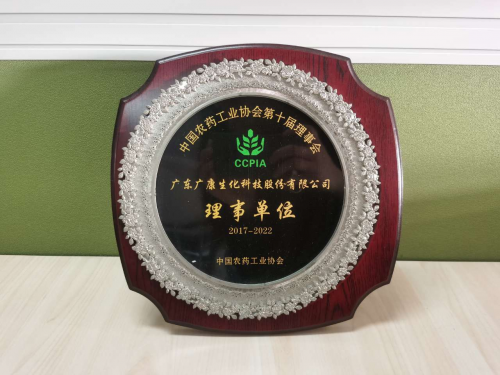 中国农药工业协会第十届理事会
CCPIA
广东广康生化科技股份有限公司
理事单位
2017-2022
中国农药工业协会